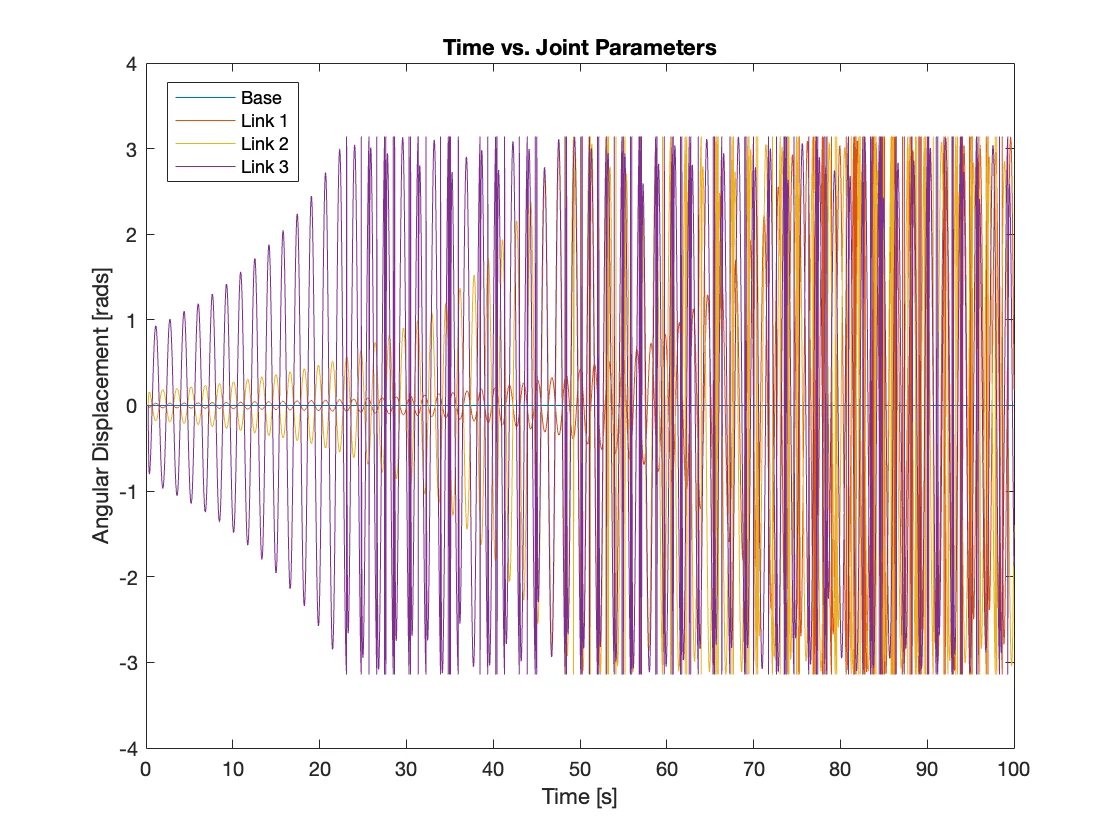 Time vs. Joint Parameters
4
3
2
1
0
-1
-2
-3
-4
Angular Displacement [rads]
Base
Link 1
Link 2
Link 3
0 10 20 30 40 50 60 70 80 90 100
Time [s]